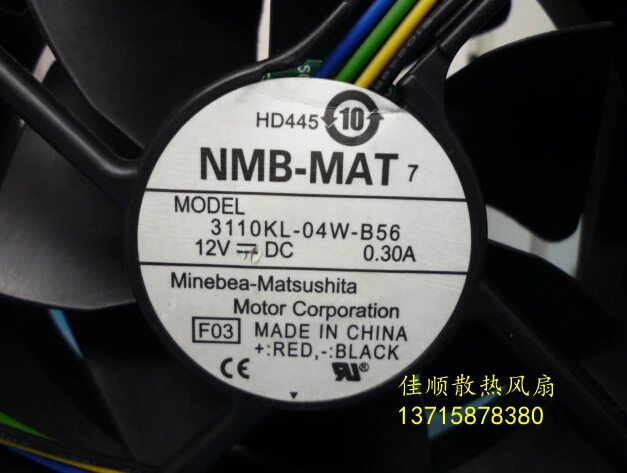 HD445 10
NMB-MAT 7
MODEL
3110KL-04W-B56
12V DC 0.30A
Minebea-Matsushita
Motor Corporation
F03 MADE IN CHINA
+:RED,-:BLACK
CE RU
佳顺散热风扇
13715878380